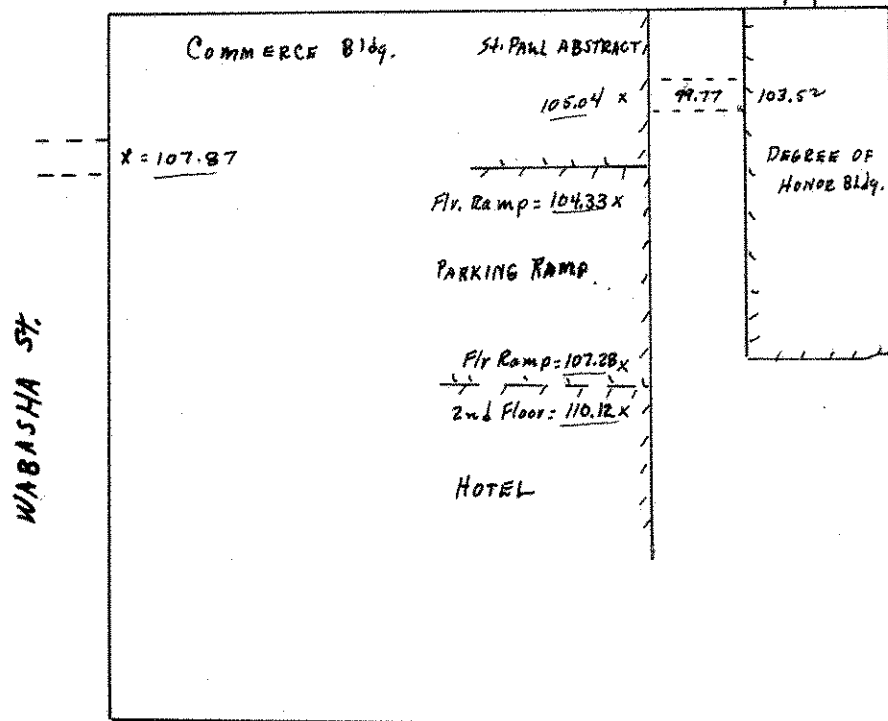 COMMERCE Bldg.
St. PAUL ABSTRACT
105.04 x
99.77
103.52
x = 107.87
DEGREE OF
HONOR Bldg.
Flr. Ramp = 104.33 x
PARKING RAMP
WABASHA ST.
Flr Ramp = 107.28 x
2nd Floor = 110.12 x
HOTEL